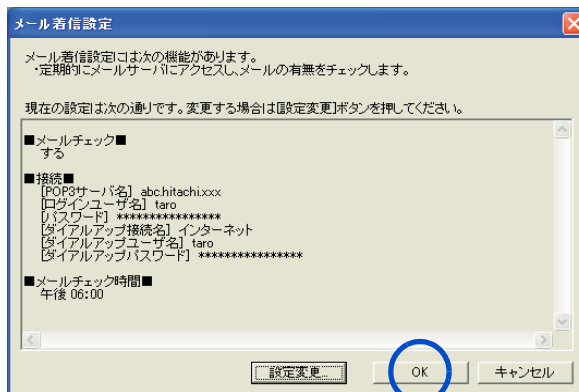 メール着信設定
メール着信設定には次の機能があります。
・定期的にメールサーバにアクセスし、メールの有無をチェックします。
現在の設定は次の通りです。変更する場合は[設定変更]ボタンを押してください。
■メールチェック■
する
■接続■
[POP3サーバ名] abc.hitachi.xxx
[ログインユーザ名] taro
[パスワード] ****************
[ダイアルアップ接続名] インターネット
[ダイアルアップユーザ名] taro
[ダイアルアップパスワード] ****************
■メールチェック時間■
午後 06:00
設定変更... OK キャンセル